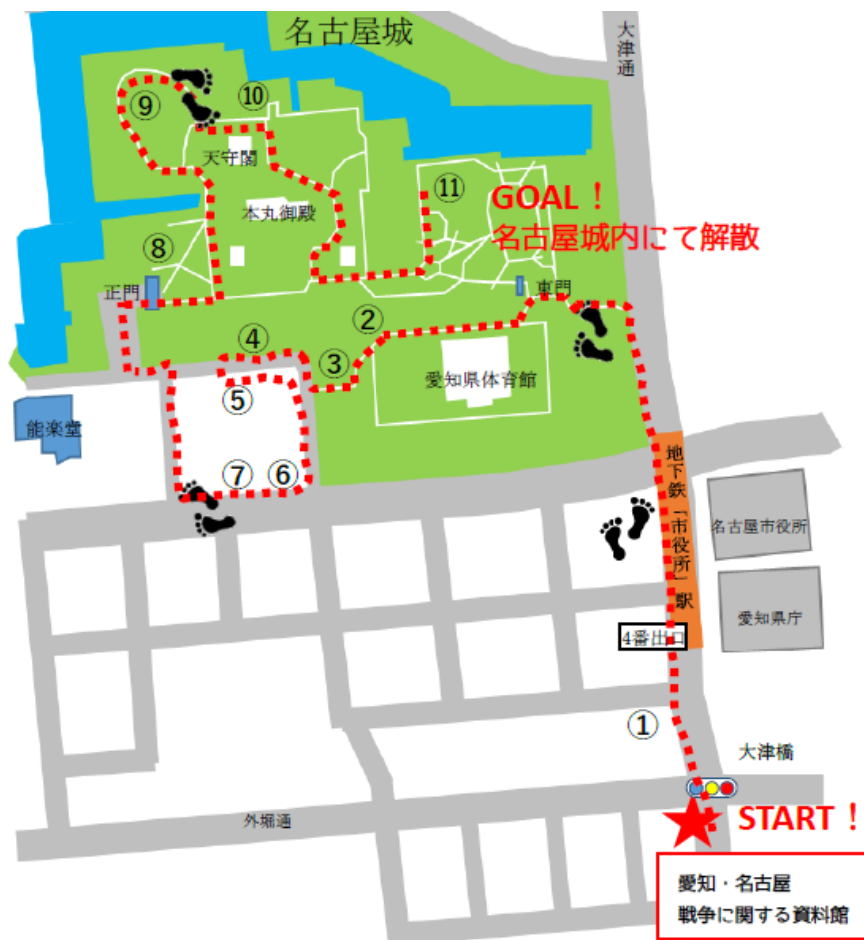 名古屋城
大津通
⑨
⑩
天守閣
⑪
GOAL！
名古屋城内にて解散
本丸御殿
⑧
正門
東門
②
④
③
愛知県体育館
⑤
能楽堂
⑦
⑥
地下鉄「市役所」駅
名古屋市役所
4番出口
愛知県庁
①
大津橋
外堀通
START！
愛知・名古屋
戦争に関する資料館